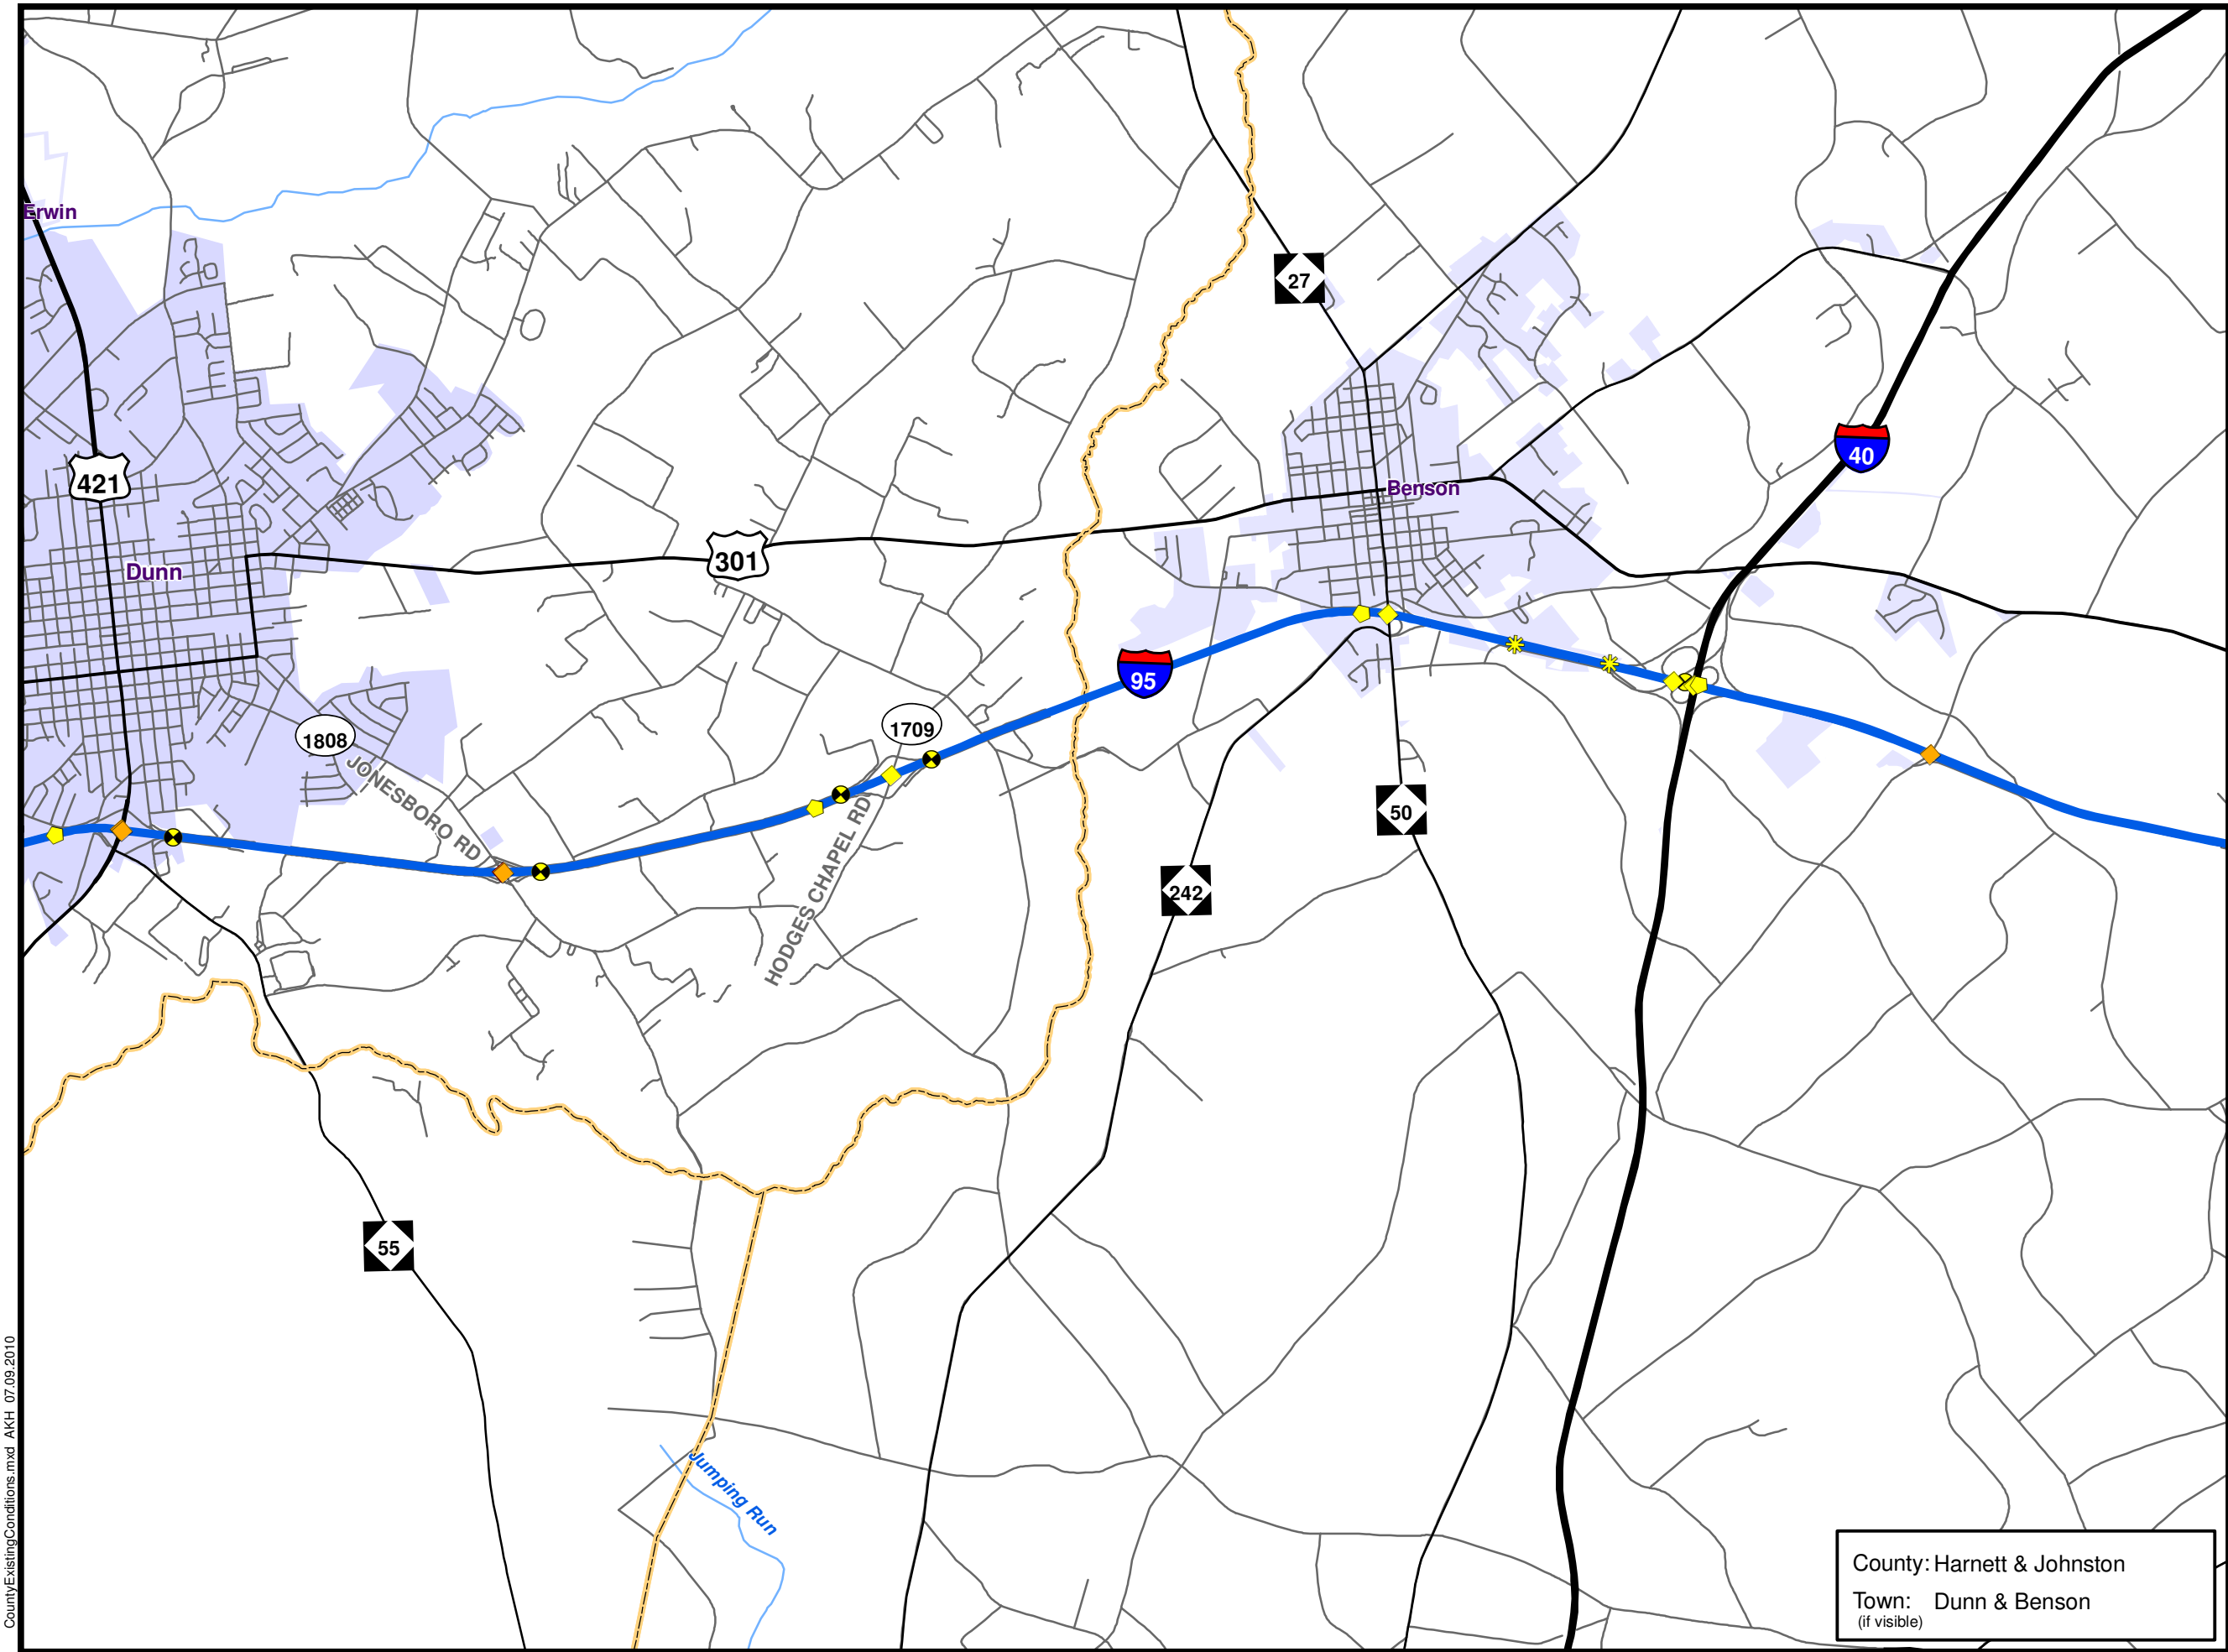 Erwin
27
40
421
Benson
301
Dunn
95
1709
1808
JONESBORO RD
50
HODGES CHAPEL RD
242
55
Jumping Run
County: Harnett & Johnston
Town: Dunn & Benson
(if visible)
CountyExistingConditions.mxd AKH 07.09.2010